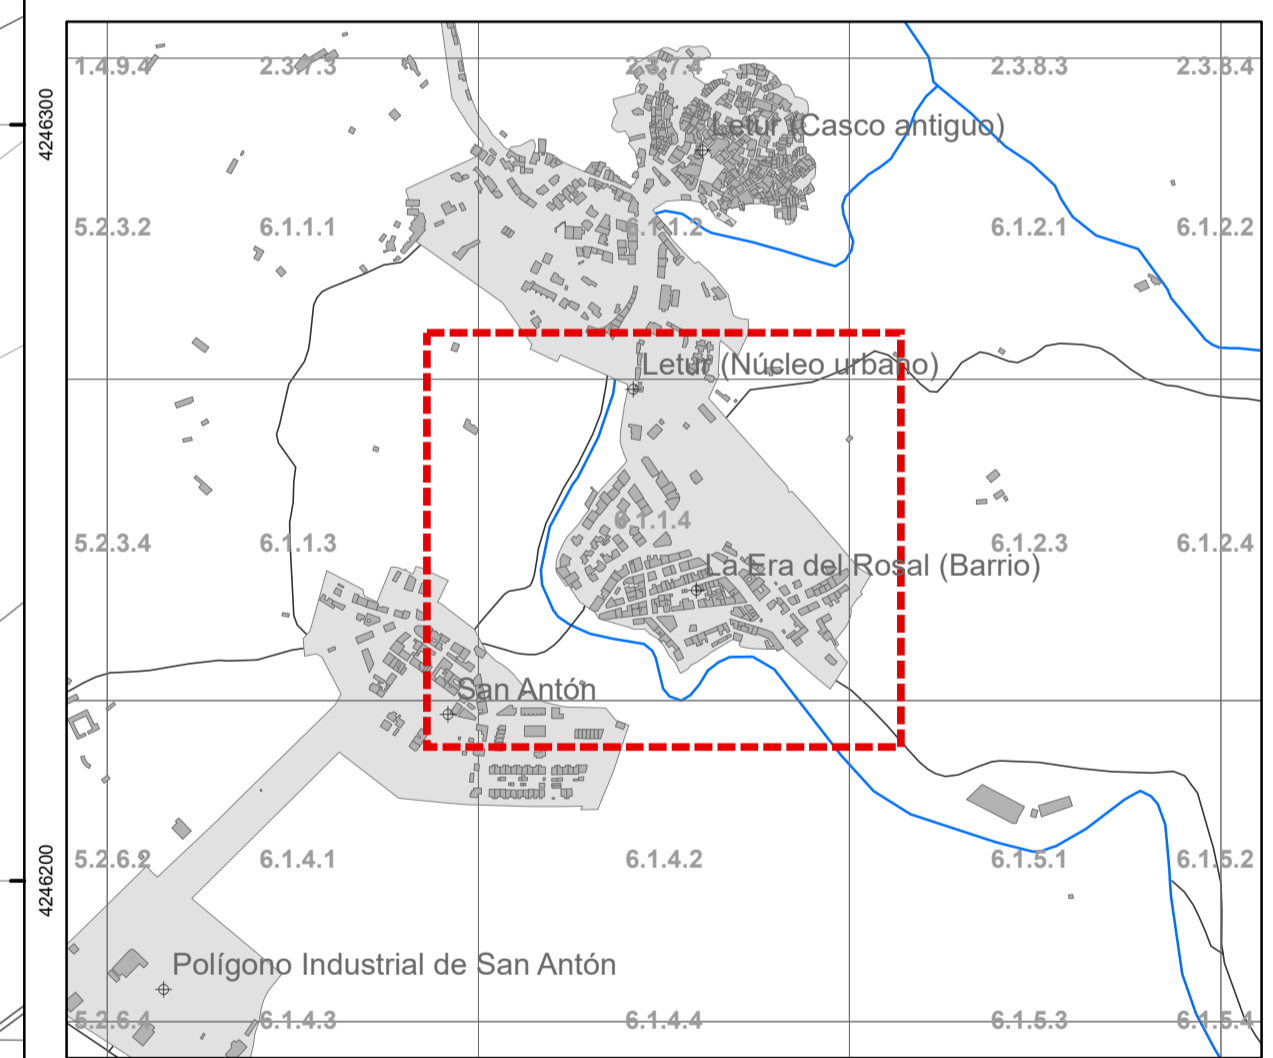 1.4.9.4 2.3.7.3 2.3.7.4 2.3.8.3 2.3.8.4
4246300
Letur (Casco antiguo)
5.2.3.2 6.1.1.1 6.1.1.2 6.1.2.1 6.1.2.2
Letur (Núcleo urbano)
6.1.1.4
5.2.3.4 6.1.1.3 6.1.2.3 6.1.2.4
La Era del Rosal (Barrio)
San Antón
5.2.6.2 6.1.4.1 6.1.4.2 6.1.5.1 6.1.5.2
4246200
Polígono Industrial de San Antón
5.2.6.4 6.1.4.3 6.1.4.4 6.1.5.3 6.1.5.4